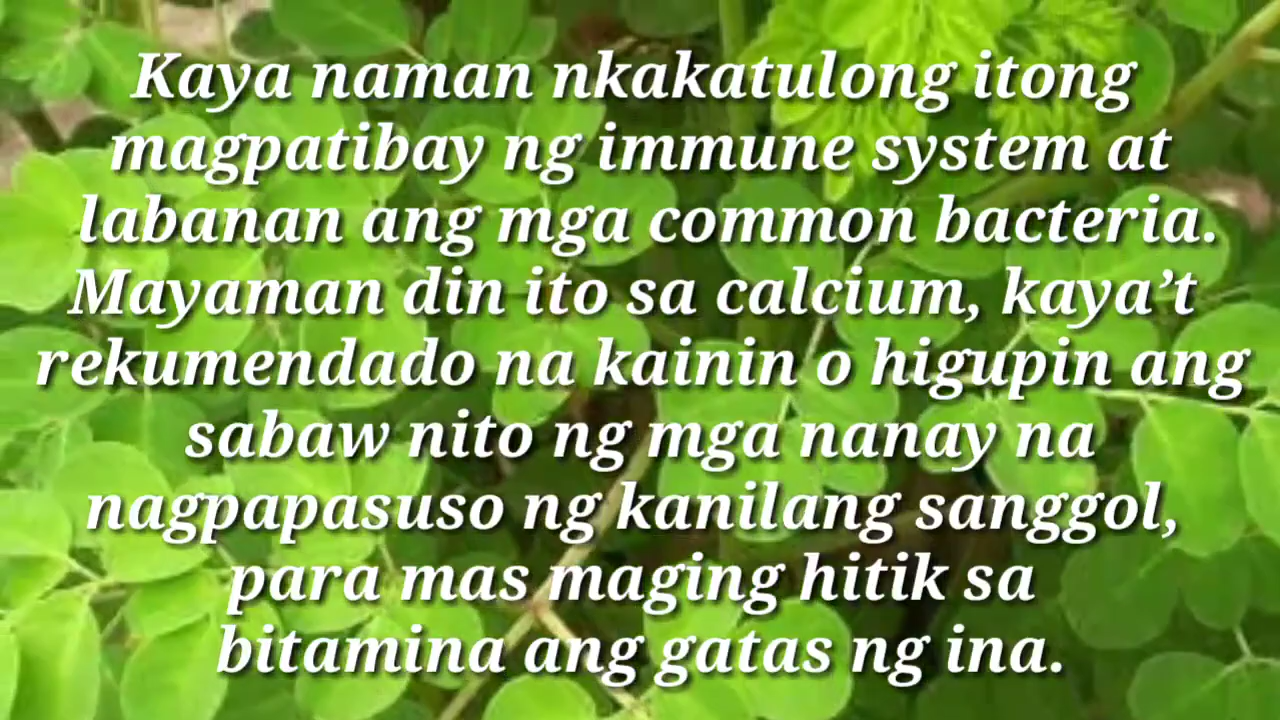 Kaya naman nkakatulong itong
magpatibay ng immune system at
labanan ang mga common bacteria.
Mayaman din ito sa calcium, kaya’t
rekumendado na kainin o higupin ang
sabaw nito ng mga nanay na
nagpapasuso ng kanilang sanggol,
para mas maging hitik sa
bitamina ang gatas ng ina.